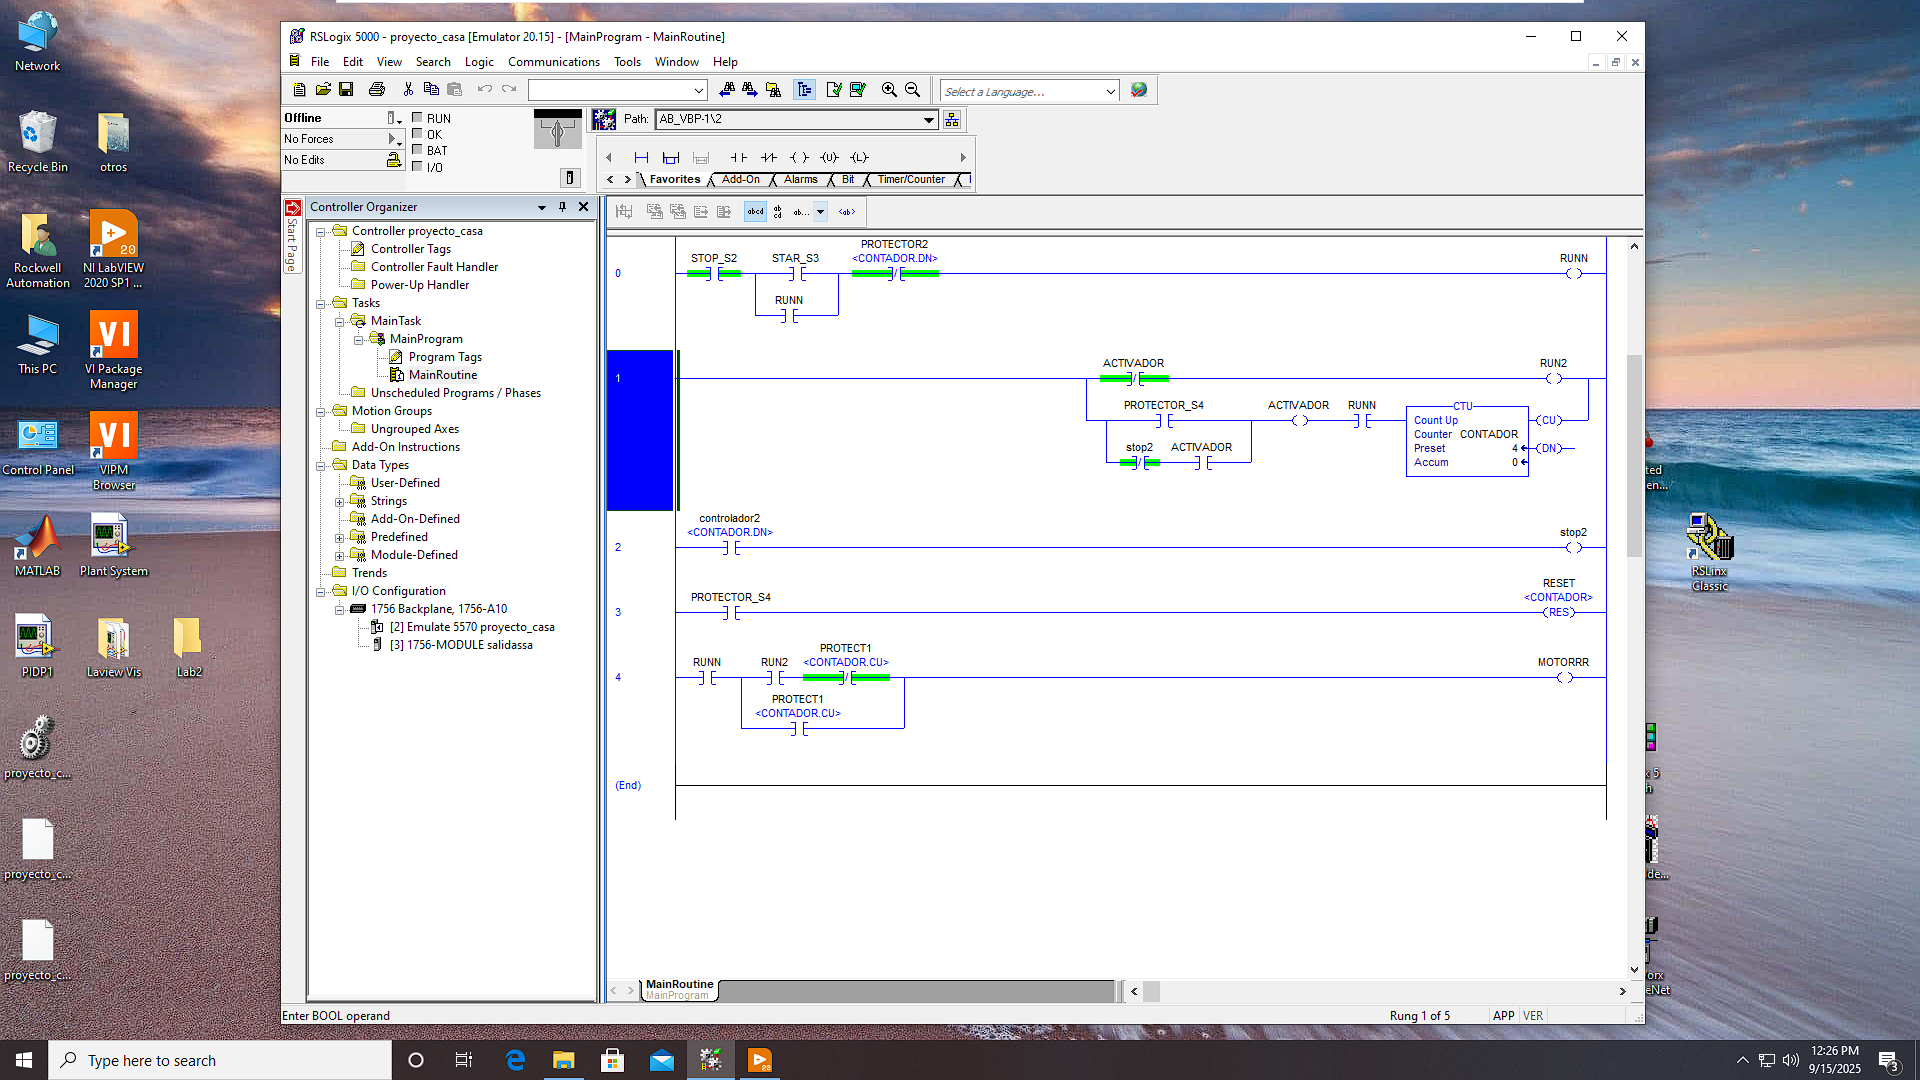 Network
Recycle Bin
otros
Rockwell Automation
NI LabVIEW 2020 SP1 ...
20
This PC
VI
VI Package Manager
Control Panel
VI
VIPM Browser
MATLAB
Plant System
PIDP1
Laview Vis
Lab2
proyecto_c...
proyecto_c...
proyecto_c...
RSLinx Classic
RSLogix 5000 - proyecto_casa [Emulator 20.15] - [MainProgram - MainRoutine]
File Edit View Search Logic Communications Tools Window Help
Select a Language...
Offline
RUN
No Forces
OK
No Edits
BAT
I/O
Path: AB_VBP-1\2
Favorites Add-On Alarms Bit Timer/Counter
Start Page
Controller Organizer
Controller proyecto_casa
Controller Tags
Controller Fault Handler
Power-Up Handler
Tasks
MainTask
MainProgram
Program Tags
MainRoutine
Unscheduled Programs / Phases
Motion Groups
Ungrouped Axes
Add-On Instructions
Data Types
User-Defined
Strings
Add-On-Defined
Predefined
Module-Defined
Trends
I/O Configuration
1756 Backplane, 1756-A10
[2] Emulate 5570 proyecto_casa
[3] 1756-MODULE salidassa
abcd ab cd ab... <ab>
PROTECTOR2
STOP_S2 STAR_S3 <CONTADOR.DN> RUNN
0
RUNN
ACTIVADOR RUN2
1
PROTECTOR_S4 ACTIVADOR RUNN CTU
Count Up (CU)
Counter CONTADOR
stop2 ACTIVADOR Preset 4 (DN)
Accum 0
controlador2
<CONTADOR.DN> stop2
2
RESET
PROTECTOR_S4 <CONTADOR>
3 (RES)
PROTECT1
RUNN RUN2 <CONTADOR.CU> MOTORRR
4
PROTECT1
<CONTADOR.CU>
(End)
MainRoutine
MainProgram
Enter BOOL operand
Rung 1 of 5 APP VER
Type here to search
12:26 PM
9/15/2025
3